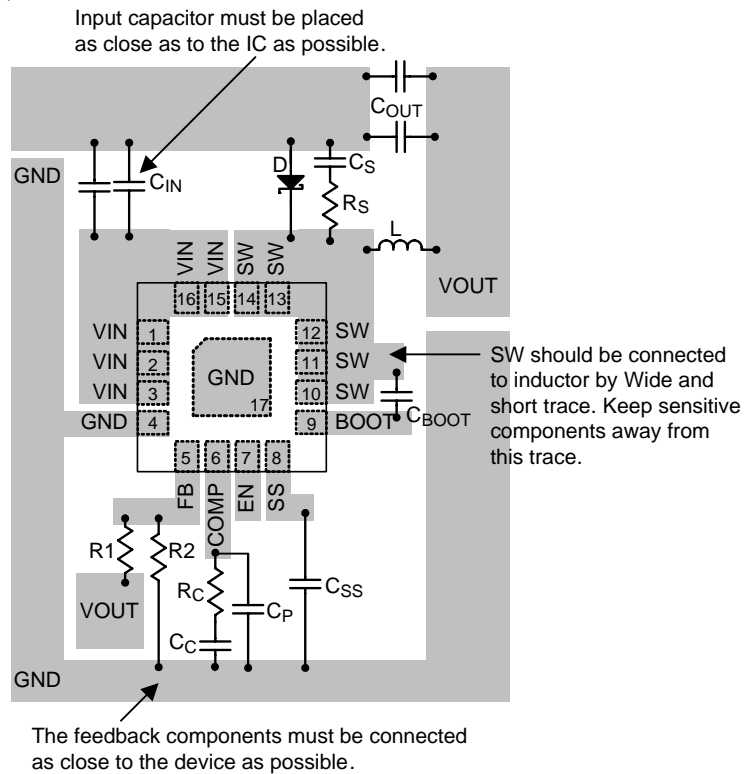 Input capacitor must be placed
as close as to the IC as possible.
COUT
GND
CIN
D
CS
RS
L
VOUT
VIN
VIN
SW
SW
16
15
14
13
VIN
1
12
SW
VIN
2
11
SW
VIN
3
10
SW
GND
4
9
BOOT
GND
17
CBOOT
SW should be connected
to inductor by Wide and
short trace. Keep sensitive
components away from
this trace.
5
6
7
8
FB
COMP
EN
SS
R1
R2
RC
CP
CC
CSS
VOUT
GND
The feedback components must be connected
as close to the device as possible.